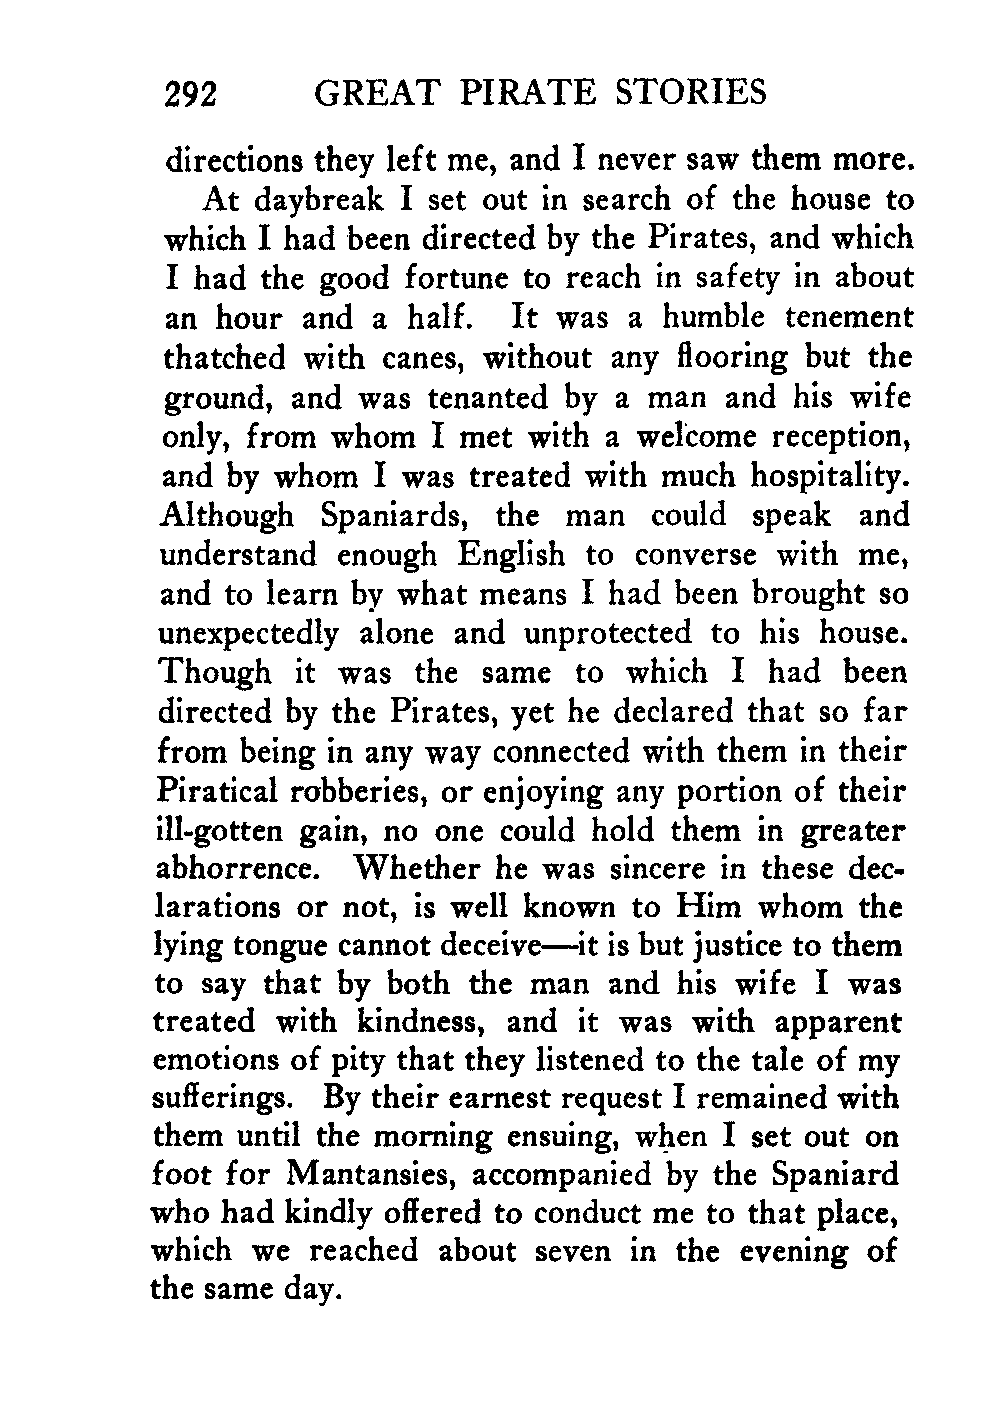 292 GREAT PIRATE STORIES
directions they left me, and I never saw them more.
At daybreak I set out in search of the house to
which I had been directed by the Pirates, and which
I had the good fortune to reach in safety in about
an hour and a half. It was a humble tenement
thatched with canes, without any flooring but the
ground, and was tenanted by a man and his wife
only, from whom I met with a welcome reception,
and by whom I was treated with much hospitality.
Although Spaniards, the man could speak and
understand enough English to converse with me,
and to learn by what means I had been brought so
unexpectedly alone and unprotected to his house.
Though it was the same to which I had been
directed by the Pirates, yet he declared that so far
from being in any way connected with them in their
Piratical robberies, or enjoying any portion of their
ill-gotten gain, no one could hold them in greater
abhorrence. Whether he was sincere in these dec-
larations or not, is well known to Him whom the
lying tongue cannot deceive—it is but justice to them
to say that by both the man and his wife I was
treated with kindness, and it was with apparent
emotions of pity that they listened to the tale of my
sufferings. By their earnest request I remained with
them until the morning ensuing, when I set out on
foot for Mantansies, accompanied by the Spaniard
who had kindly offered to conduct me to that place,
which we reached about seven in the evening of
the same day.